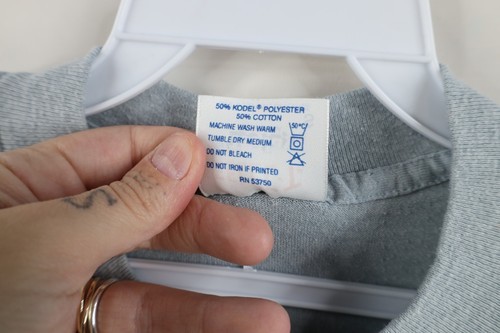 50% KODEL® POLYESTER
50% COTTON
MACHINE WASH WARM
50°C
TUMBLE DRY MEDIUM
DO NOT BLEACH
DO NOT IRON IF PRINTED
RN 53750